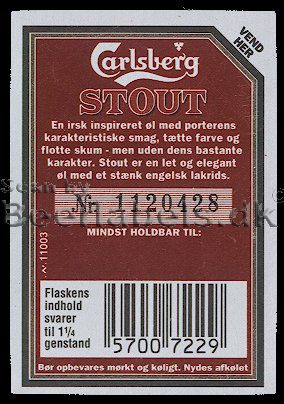 VEND
HER
Carlsberg
STOUT
En irsk inspireret øl med porterens
karakteristiske smag, tætte farve og
flotte skum - men uden dens bastante
karakter. Stout er en let og elegant
øl med et stænk engelsk lakrids.
Scan by
Beerlabels.dk
No 1120428
MINDST HOLDBAR TIL:
N. 11003
Flaskens
indhold
svarer
til 1¼
genstand
5700 7229
Bør opbevares mørkt og køligt. Nydes afkølet